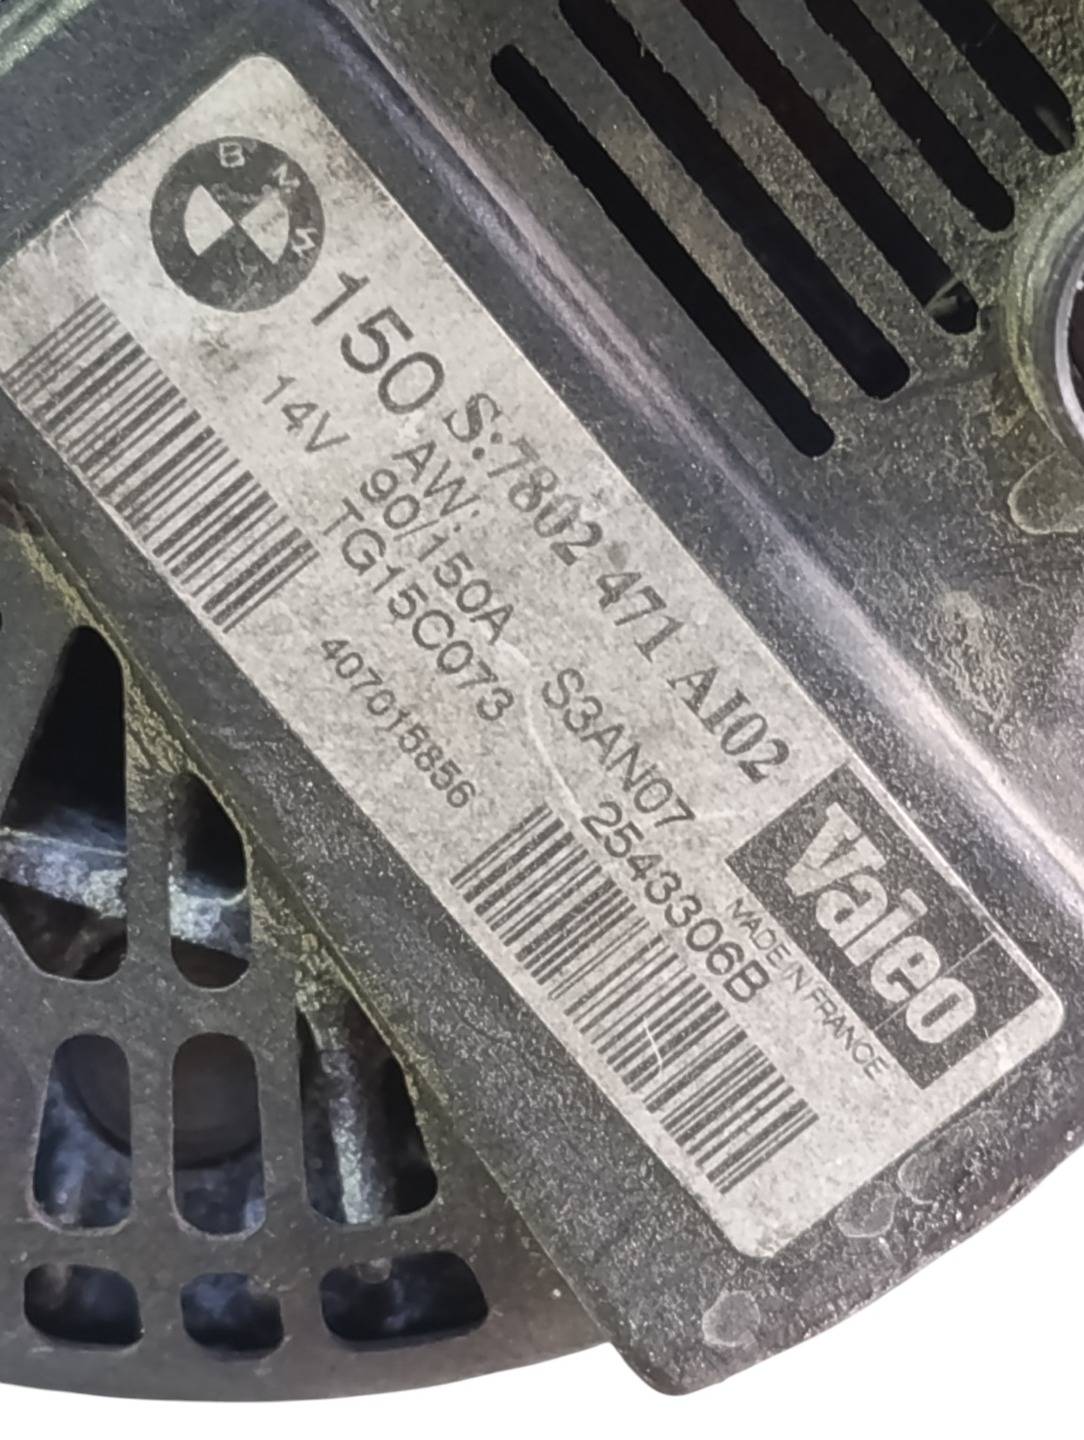 BMW
150
S:7802 471 AI02
AW.
14V 90/150A S3AN07
TG15C073 2543306B
407015856
Valeo
MADE IN FRANCE